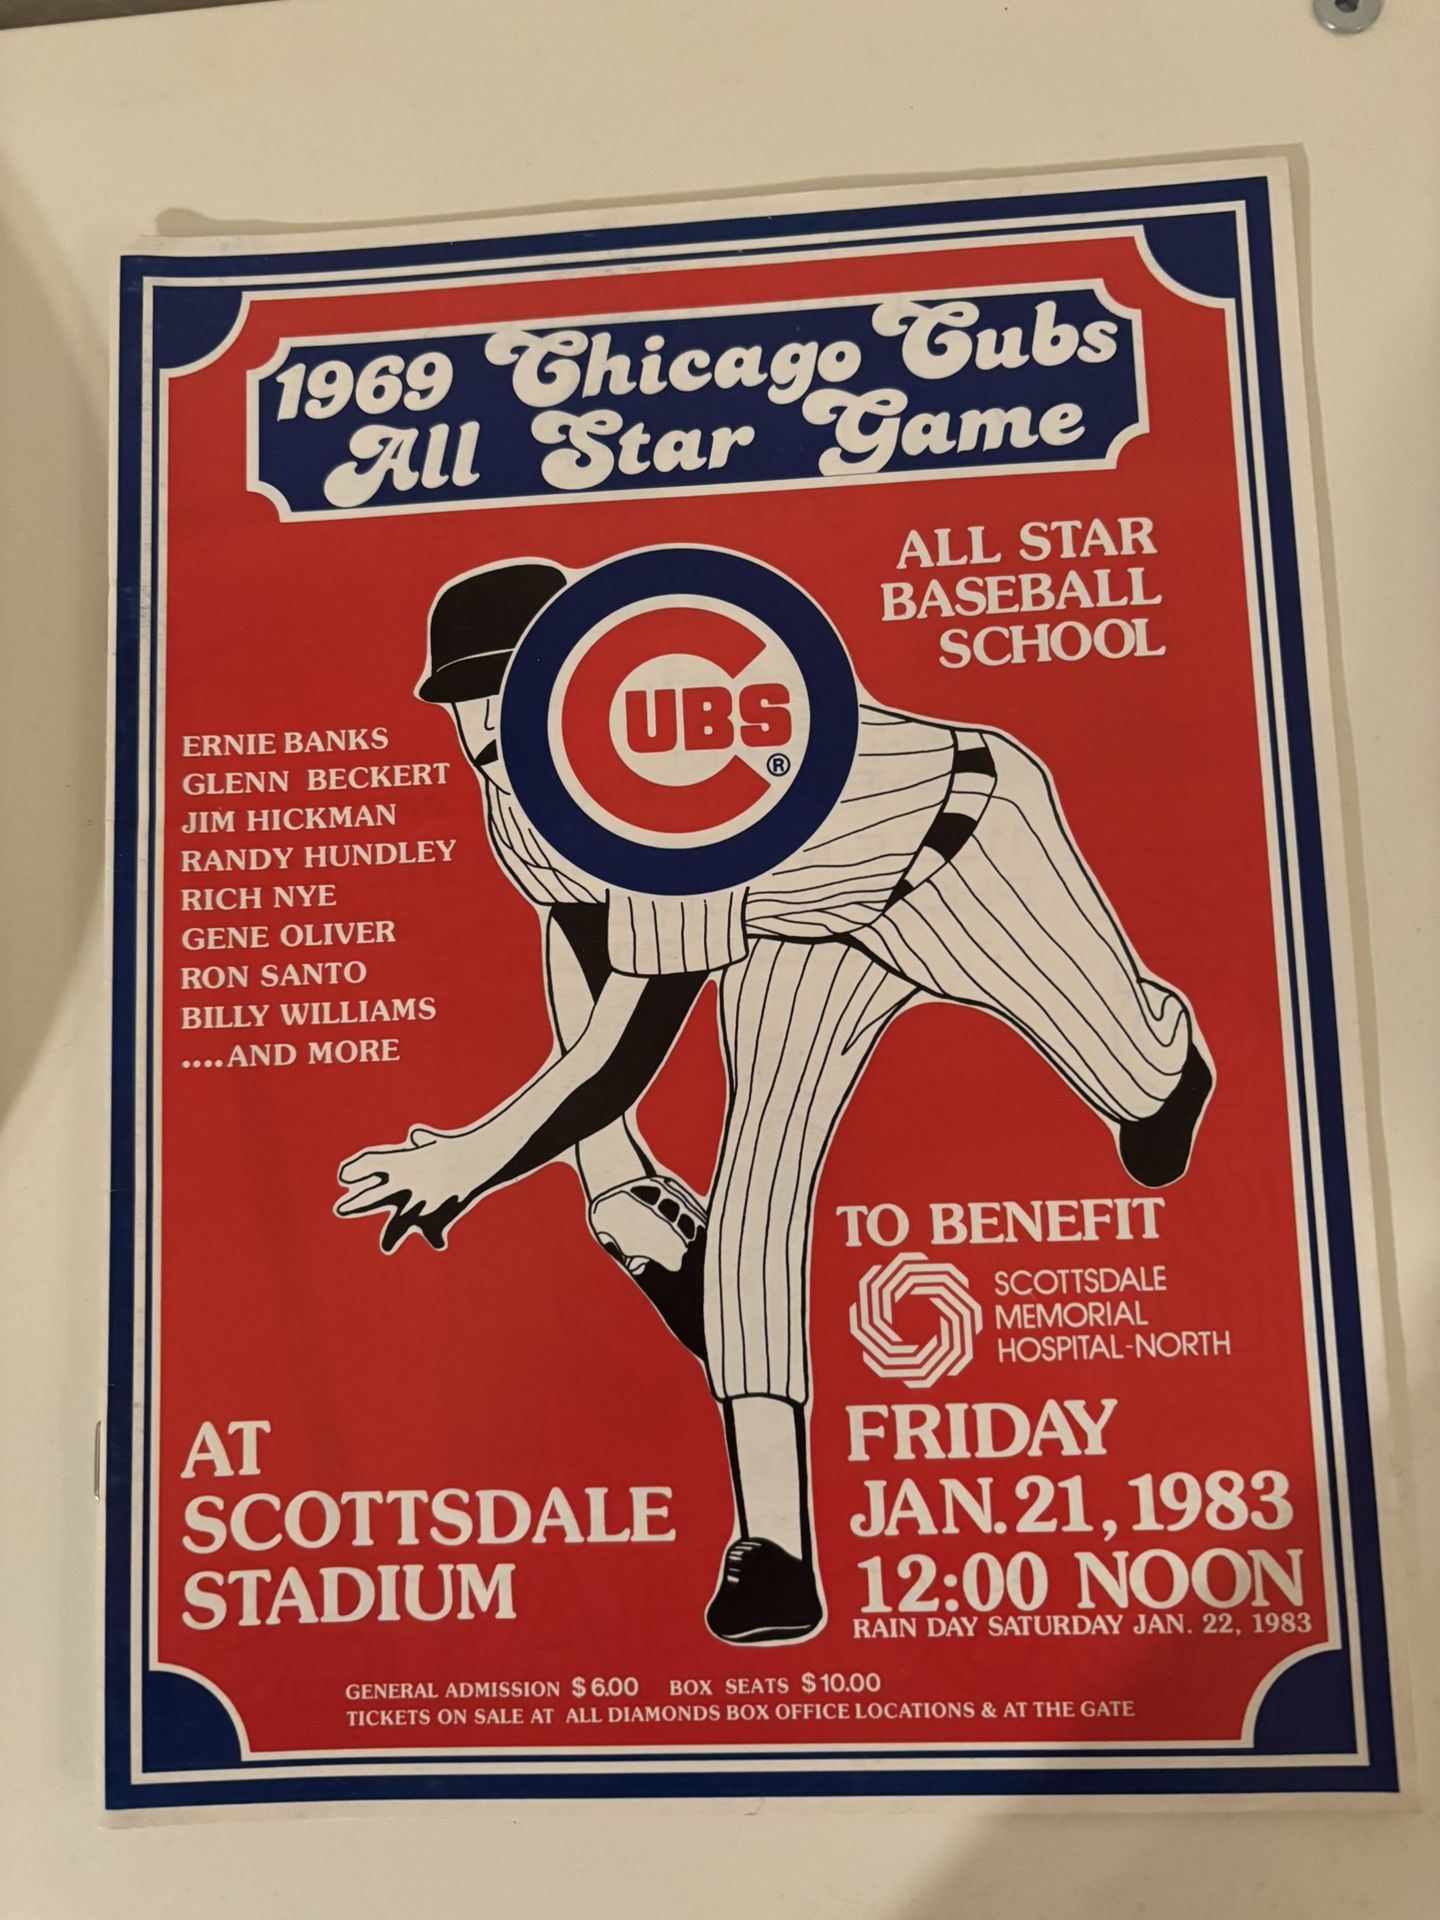 1969 Chicago Cubs
All Star Game
ALL STAR
BASEBALL
SCHOOL
CUBS
®
ERNIE BANKS
GLENN BECKERT
JIM HICKMAN
RANDY HUNDLEY
RICH NYE
GENE OLIVER
RON SANTO
BILLY WILLIAMS
....AND MORE
TO BENEFIT
SCOTTSDALE
MEMORIAL
HOSPITAL-NORTH
AT
SCOTTSDALE
STADIUM
FRIDAY
JAN. 21, 1983
12:00 NOON
RAIN DAY SATURDAY JAN. 22, 1983
GENERAL ADMISSION $6.00 BOX SEATS $10.00
TICKETS ON SALE AT ALL DIAMONDS BOX OFFICE LOCATIONS & AT THE GATE